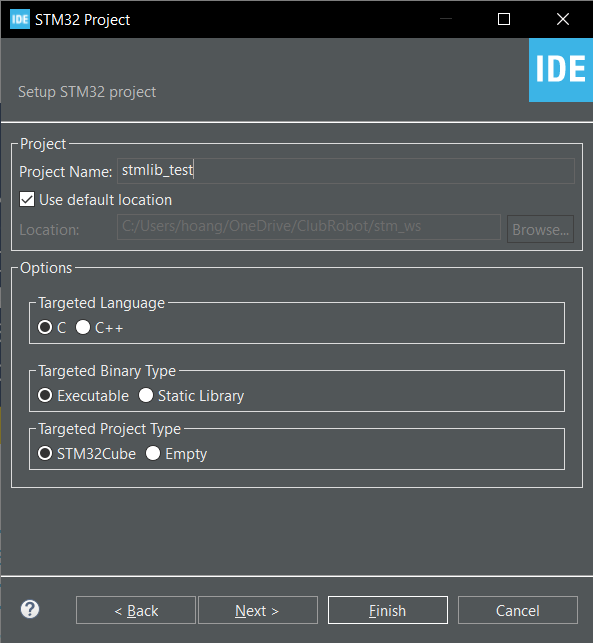 IDE STM32 Project
IDE
Setup STM32 project
Project
Project Name: stmlib_test
Use default location
Location: C:/Users/hoang/OneDrive/ClubRobot/stm_ws Browse...
Options
Targeted Language
C C++
Targeted Binary Type
Executable Static Library
Targeted Project Type
STM32Cube Empty
? < Back Next > Finish Cancel